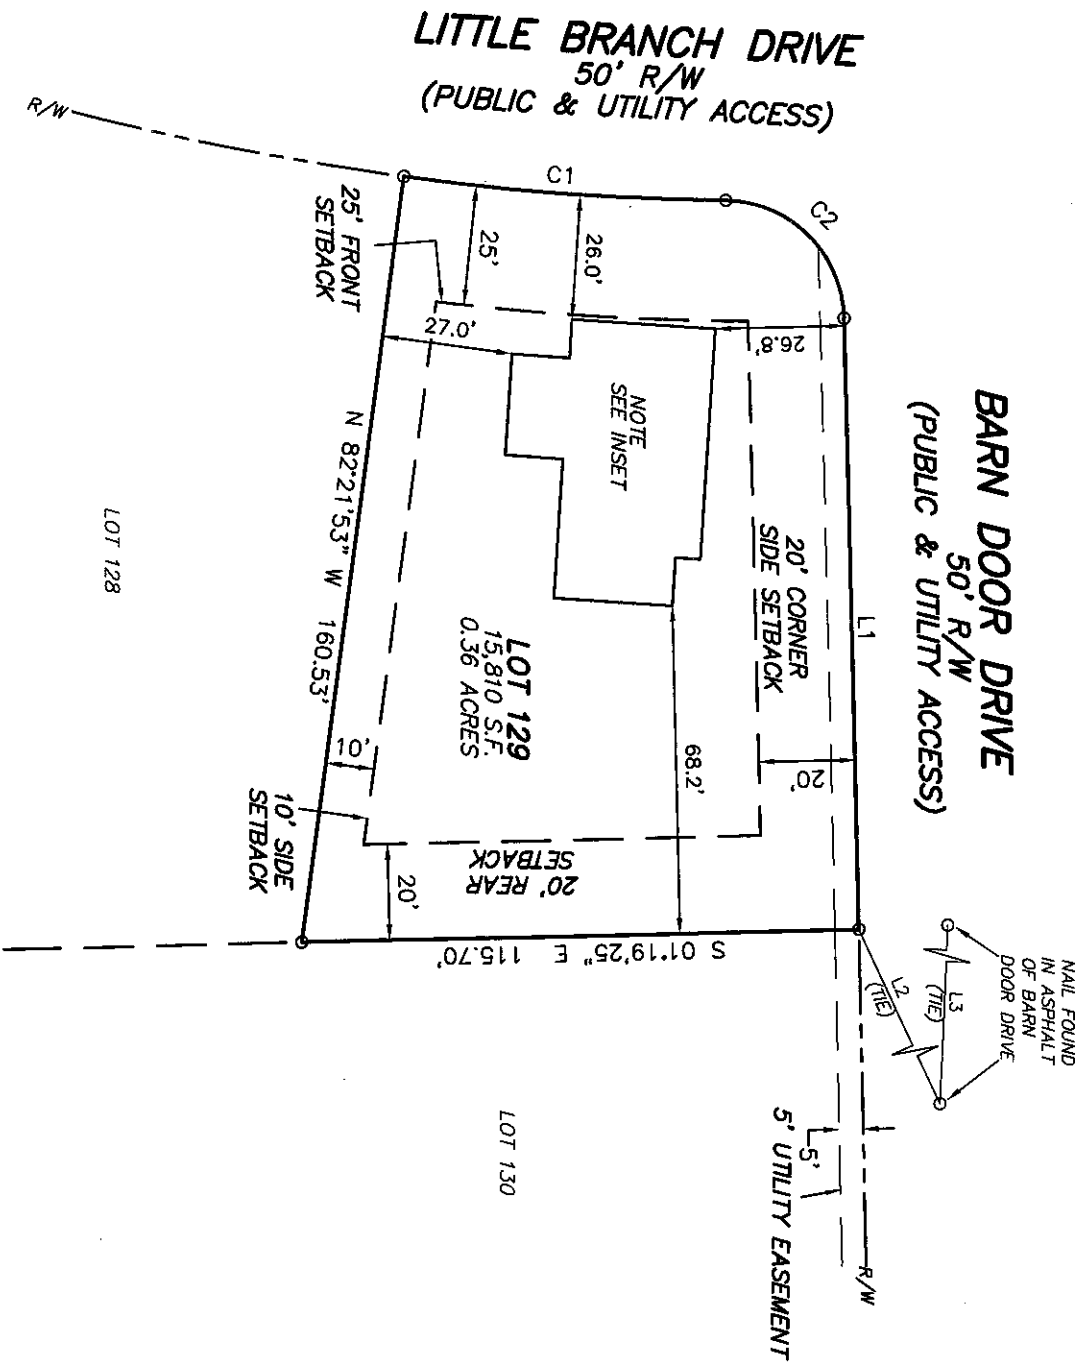 LITTLE BRANCH DRIVE
50' R/W
(PUBLIC & UTILITY ACCESS)
R/W
C1
C2
25' FRONT
SETBACK
25'
26.0'
27.0'
26.8'
NOTE
SEE INSET
BARN DOOR DRIVE
50' R/W
(PUBLIC & UTILITY ACCESS)
L1
20' CORNER
SIDE SETBACK
N 82°21'53" W 160.53'
LOT 128
LOT 129
15,810 S.F.
0.36 ACRES
68.2'
20'
10'
10' SIDE
SETBACK
20'
20' REAR
SETBACK
S 01°19'25" E 115.70'
L2
(TIE)
L3
(TIE)
NAIL FOUND
IN ASPHALT
OF BARN
DOOR DRIVE
LOT 130
5'
5' UTILITY EASEMENT
R/W